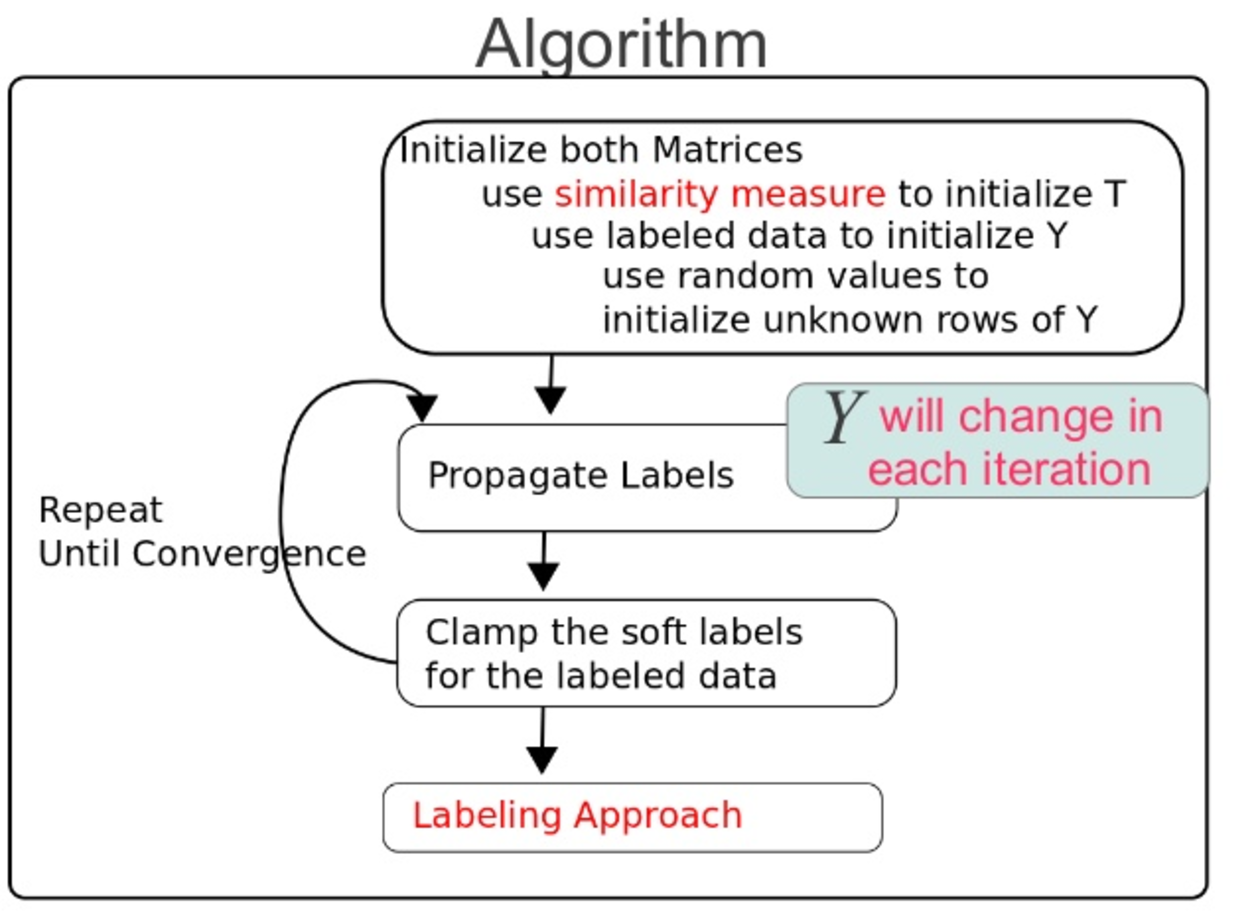 Algorithm
Initialize both Matrices
use similarity measure to initialize T
use labeled data to initialize Y
use random values to
initialize unknown rows of Y
Y will change in
each iteration
Propagate Labels
Repeat
Until Convergence
Clamp the soft labels
for the labeled data
Labeling Approach